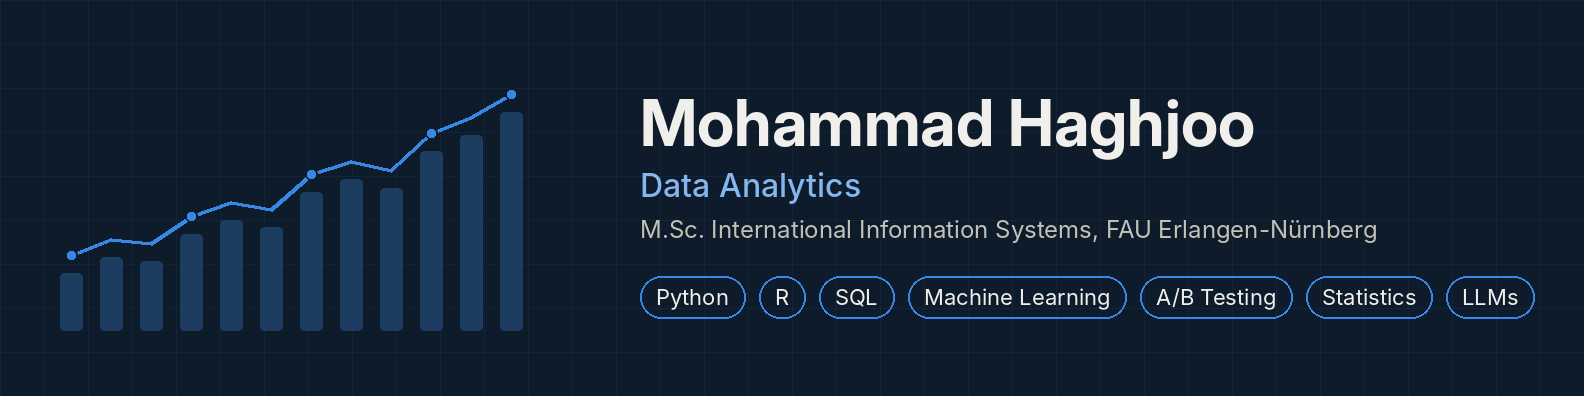 Mohammad Haghjoo
Data Analytics
M.Sc. International Information Systems, FAU Erlangen-Nürnberg
Python R SQL Machine Learning A/B Testing Statistics LLMs